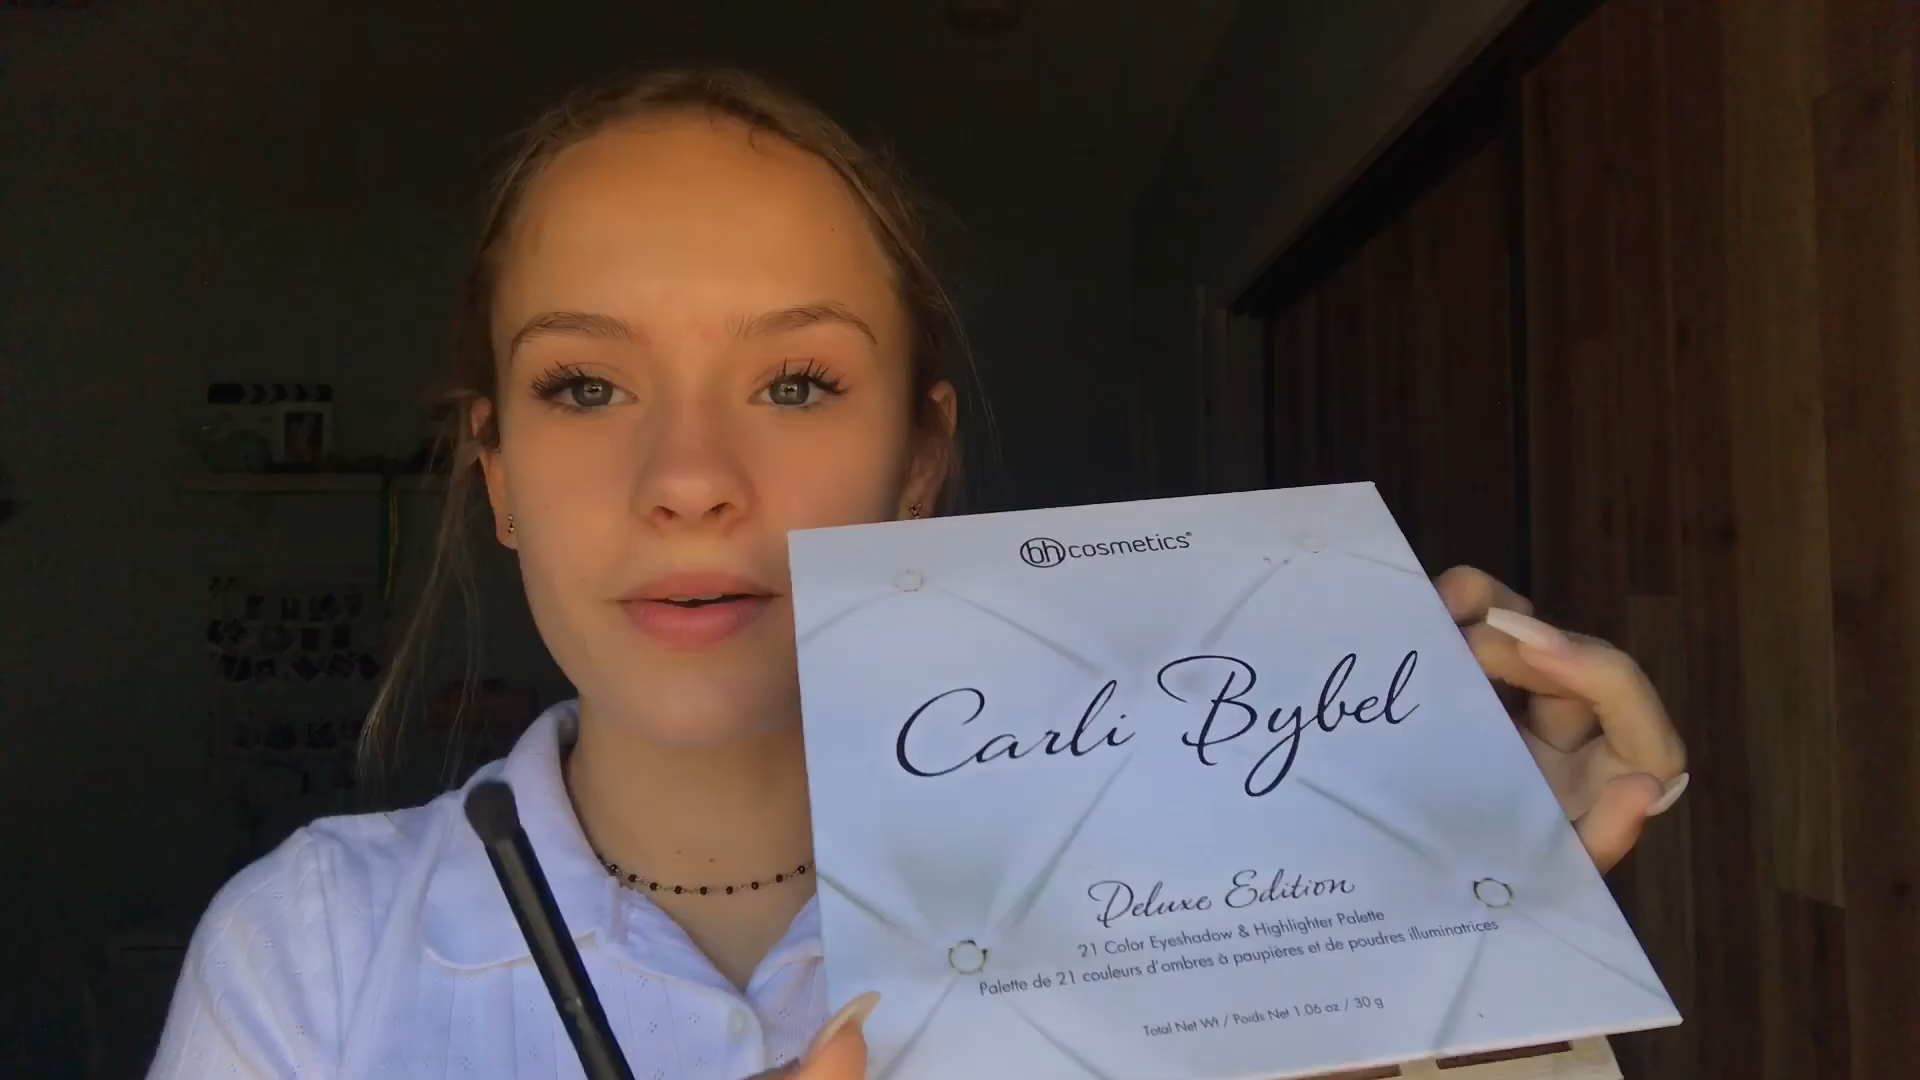 bh cosmetics®
Carli Bybel
Deluxe Edition
21 Color Eyeshadow & Highlighter Palette
Palette de 21 couleurs d'ombres à paupières et de poudres illuminatrices
Total Net Wt / Poids Net 1.06 oz / 30 g